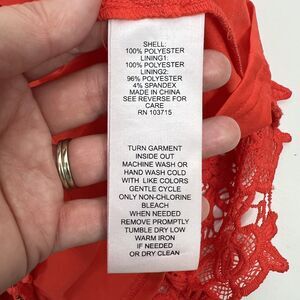 SHELL:
100% POLYESTER
LINING1:
100% POLYESTER
LINING2:
96% POLYESTER
4% SPANDEX
MADE IN CHINA
SEE REVERSE FOR
CARE
RN 103715
TURN GARMENT
INSIDE OUT
MACHINE WASH OR
HAND WASH COLD
WITH LIKE COLORS
GENTLE CYCLE
ONLY NON-CHLORINE
BLEACH
WHEN NEEDED
REMOVE PROMPTLY
TUMBLE DRY LOW
WARM IRON
IF NEEDED
OR DRY CLEAN